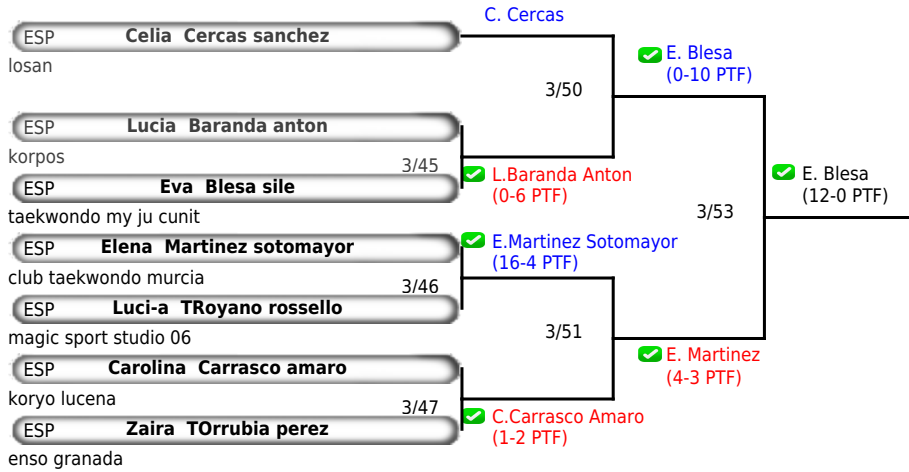 C. Cercas
ESP Celia Cercas sanchez
losan
E. Blesa
(0-10 PTF)
3/50
ESP Lucia Baranda anton
korpos
3/45
L.Baranda Anton
(0-6 PTF)
ESP Eva Blesa sile
taekwondo my ju cunit
E. Blesa
(12-0 PTF)
3/53
ESP Elena Martinez sotomayor
club taekwondo murcia
E.Martinez Sotomayor
(16-4 PTF)
3/46
ESP Luci-a TRoyano rossello
magic sport studio 06
3/51
E. Martinez
(4-3 PTF)
ESP Carolina Carrasco amaro
koryo lucena
3/47
C.Carrasco Amaro
(1-2 PTF)
ESP Zaira TOrrubia perez
enso granada